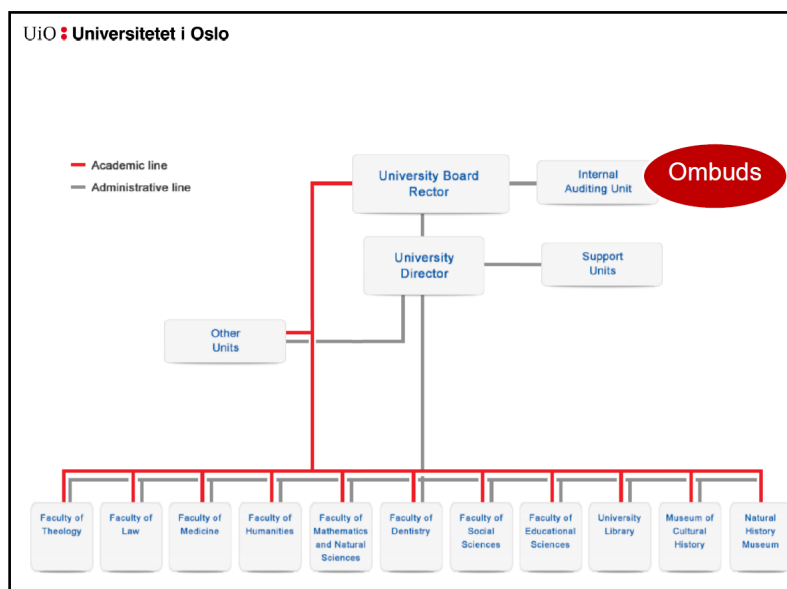 UiO : Universitetet i Oslo
Academic line
Administrative line
University Board
Rector
Internal
Auditing Unit
Ombuds
University
Director
Support
Units
Other
Units
Faculty of
Theology
Faculty of
Law
Faculty of
Medicine
Faculty of
Humanities
Faculty of
Mathematics
and Natural
Sciences
Faculty of
Dentistry
Faculty of
Social
Sciences
Faculty of
Educational
Sciences
University
Library
Museum of
Cultural
History
Natural
History
Museum